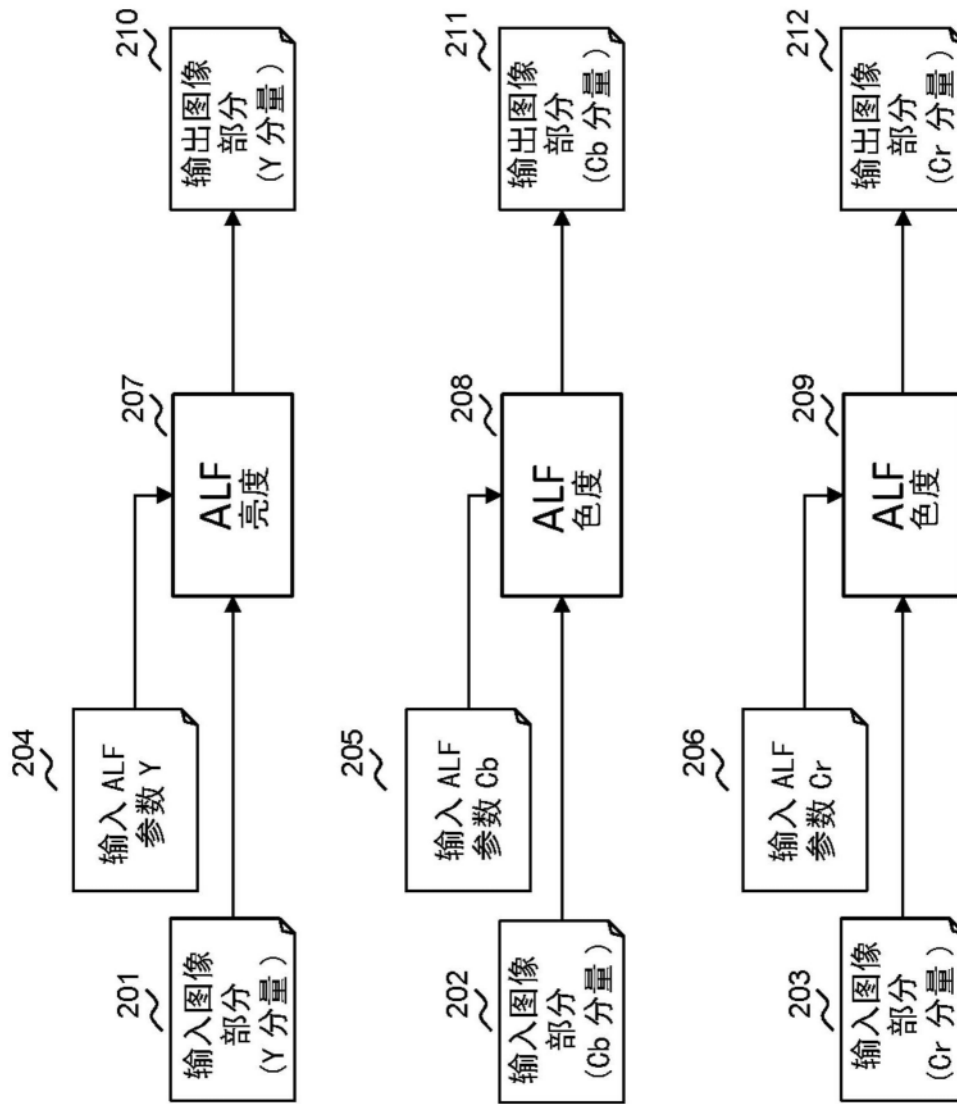 204
输入 ALF
参数 Y
201
输入图像
部分
(Y 分量)
207
ALF
亮度
210
输出图像
部分
(Y 分量)
205
输入 ALF
参数 Cb
202
输入图像
部分
(Cb 分量)
208
ALF
色度
211
输出图像
部分
(Cb 分量)
206
输入 ALF
参数 Cr
203
输入图像
部分
(Cr 分量)
209
ALF
色度
212
输出图像
部分
(Cr 分量)